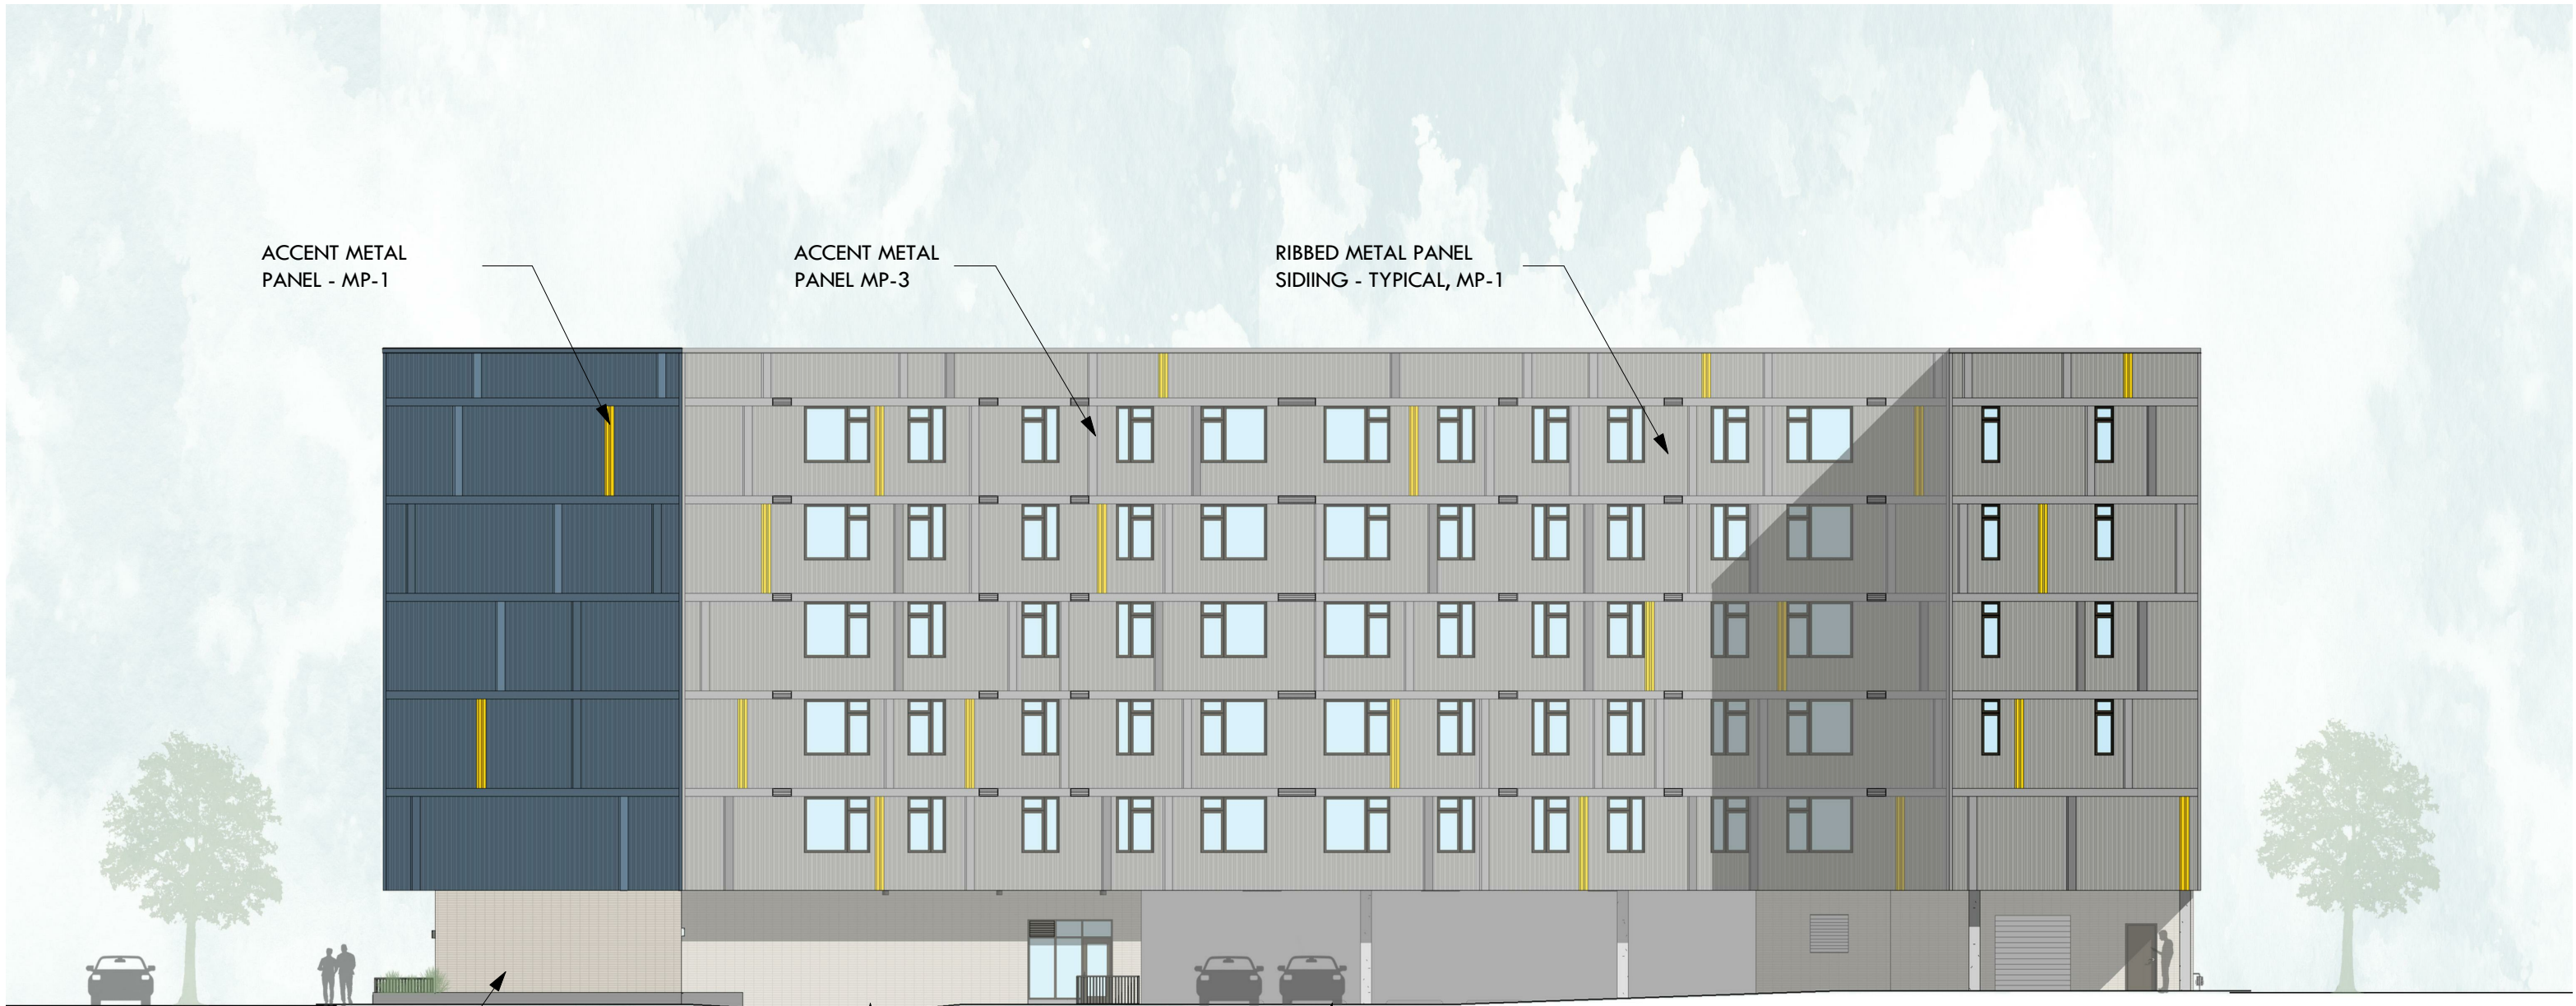 ACCENT METAL
PANEL - MP-1
ACCENT METAL
PANEL MP-3
RIBBED METAL PANEL
SIDIING - TYPICAL, MP-1